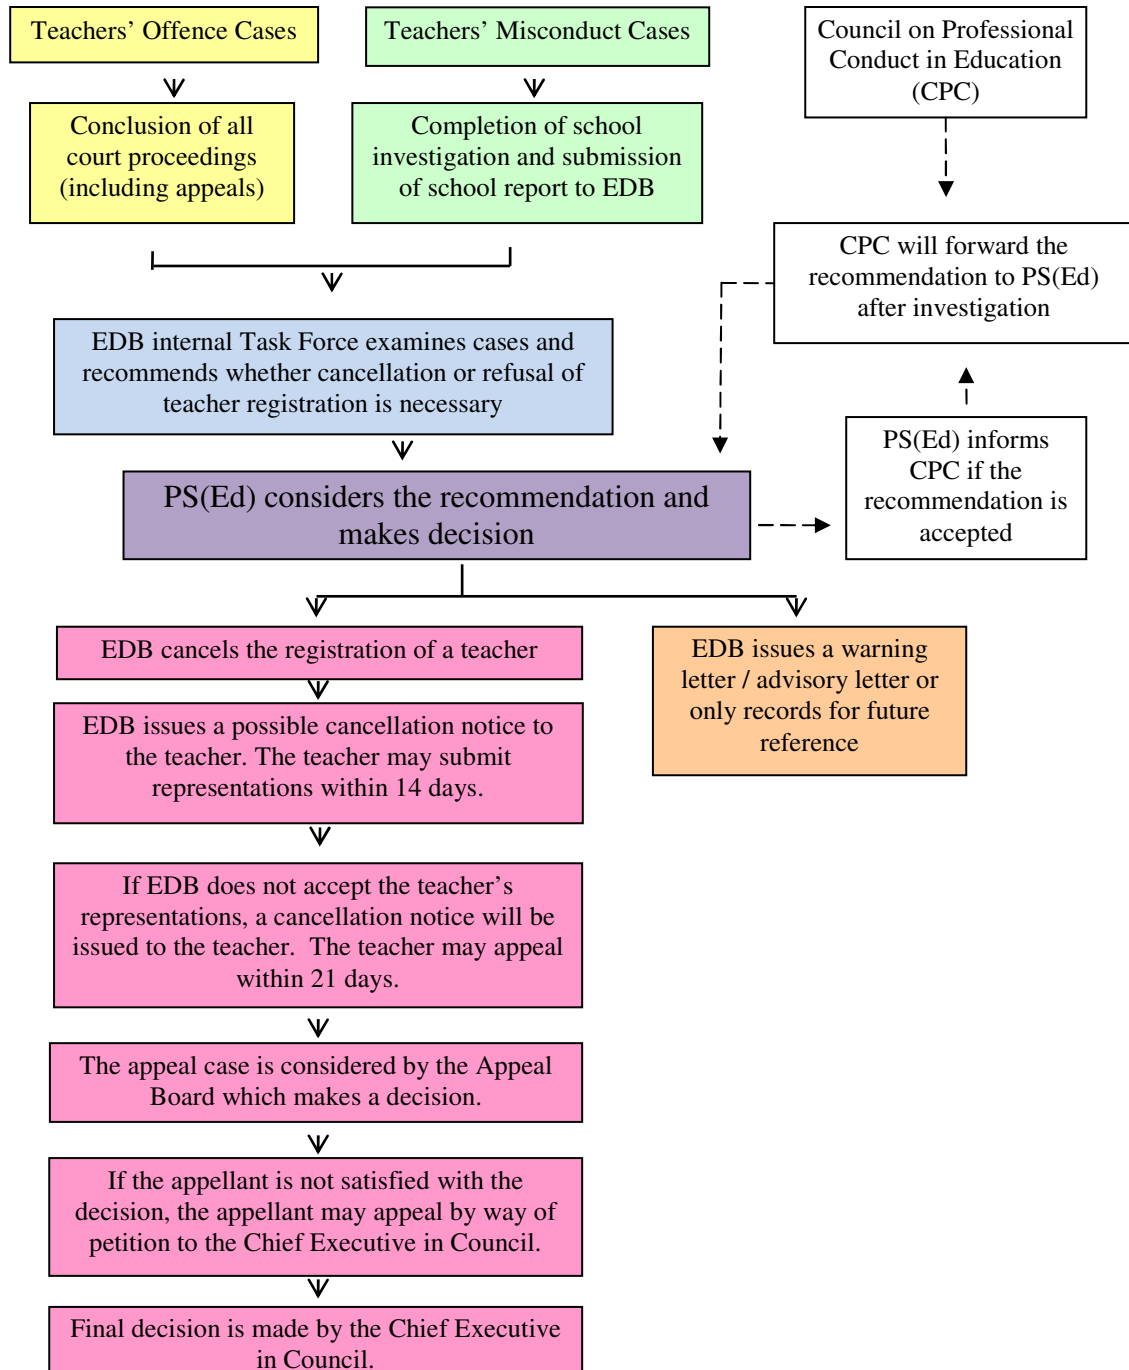 Teachers’ Offence Cases
Teachers’ Misconduct Cases
Council on Professional
Conduct in Education
(CPC)
Conclusion of all
court proceedings
(including appeals)
Completion of school
investigation and submission
of school report to EDB
CPC will forward the
recommendation to PS(Ed)
after investigation
EDB internal Task Force examines cases and
recommends whether cancellation or refusal of
teacher registration is necessary
PS(Ed) informs
CPC if the
recommendation is
accepted
PS(Ed) considers the recommendation and
makes decision
EDB cancels the registration of a teacher
EDB issues a warning
letter / advisory letter or
only records for future
reference
EDB issues a possible cancellation notice to
the teacher. The teacher may submit
representations within 14 days.
If EDB does not accept the teacher’s
representations, a cancellation notice will be
issued to the teacher.  The teacher may appeal
within 21 days.
The appeal case is considered by the Appeal
Board which makes a decision.
If the appellant is not satisfied with the
decision, the appellant may appeal by way of
petition to the Chief Executive in Council.
Final decision is made by the Chief Executive
in Council.